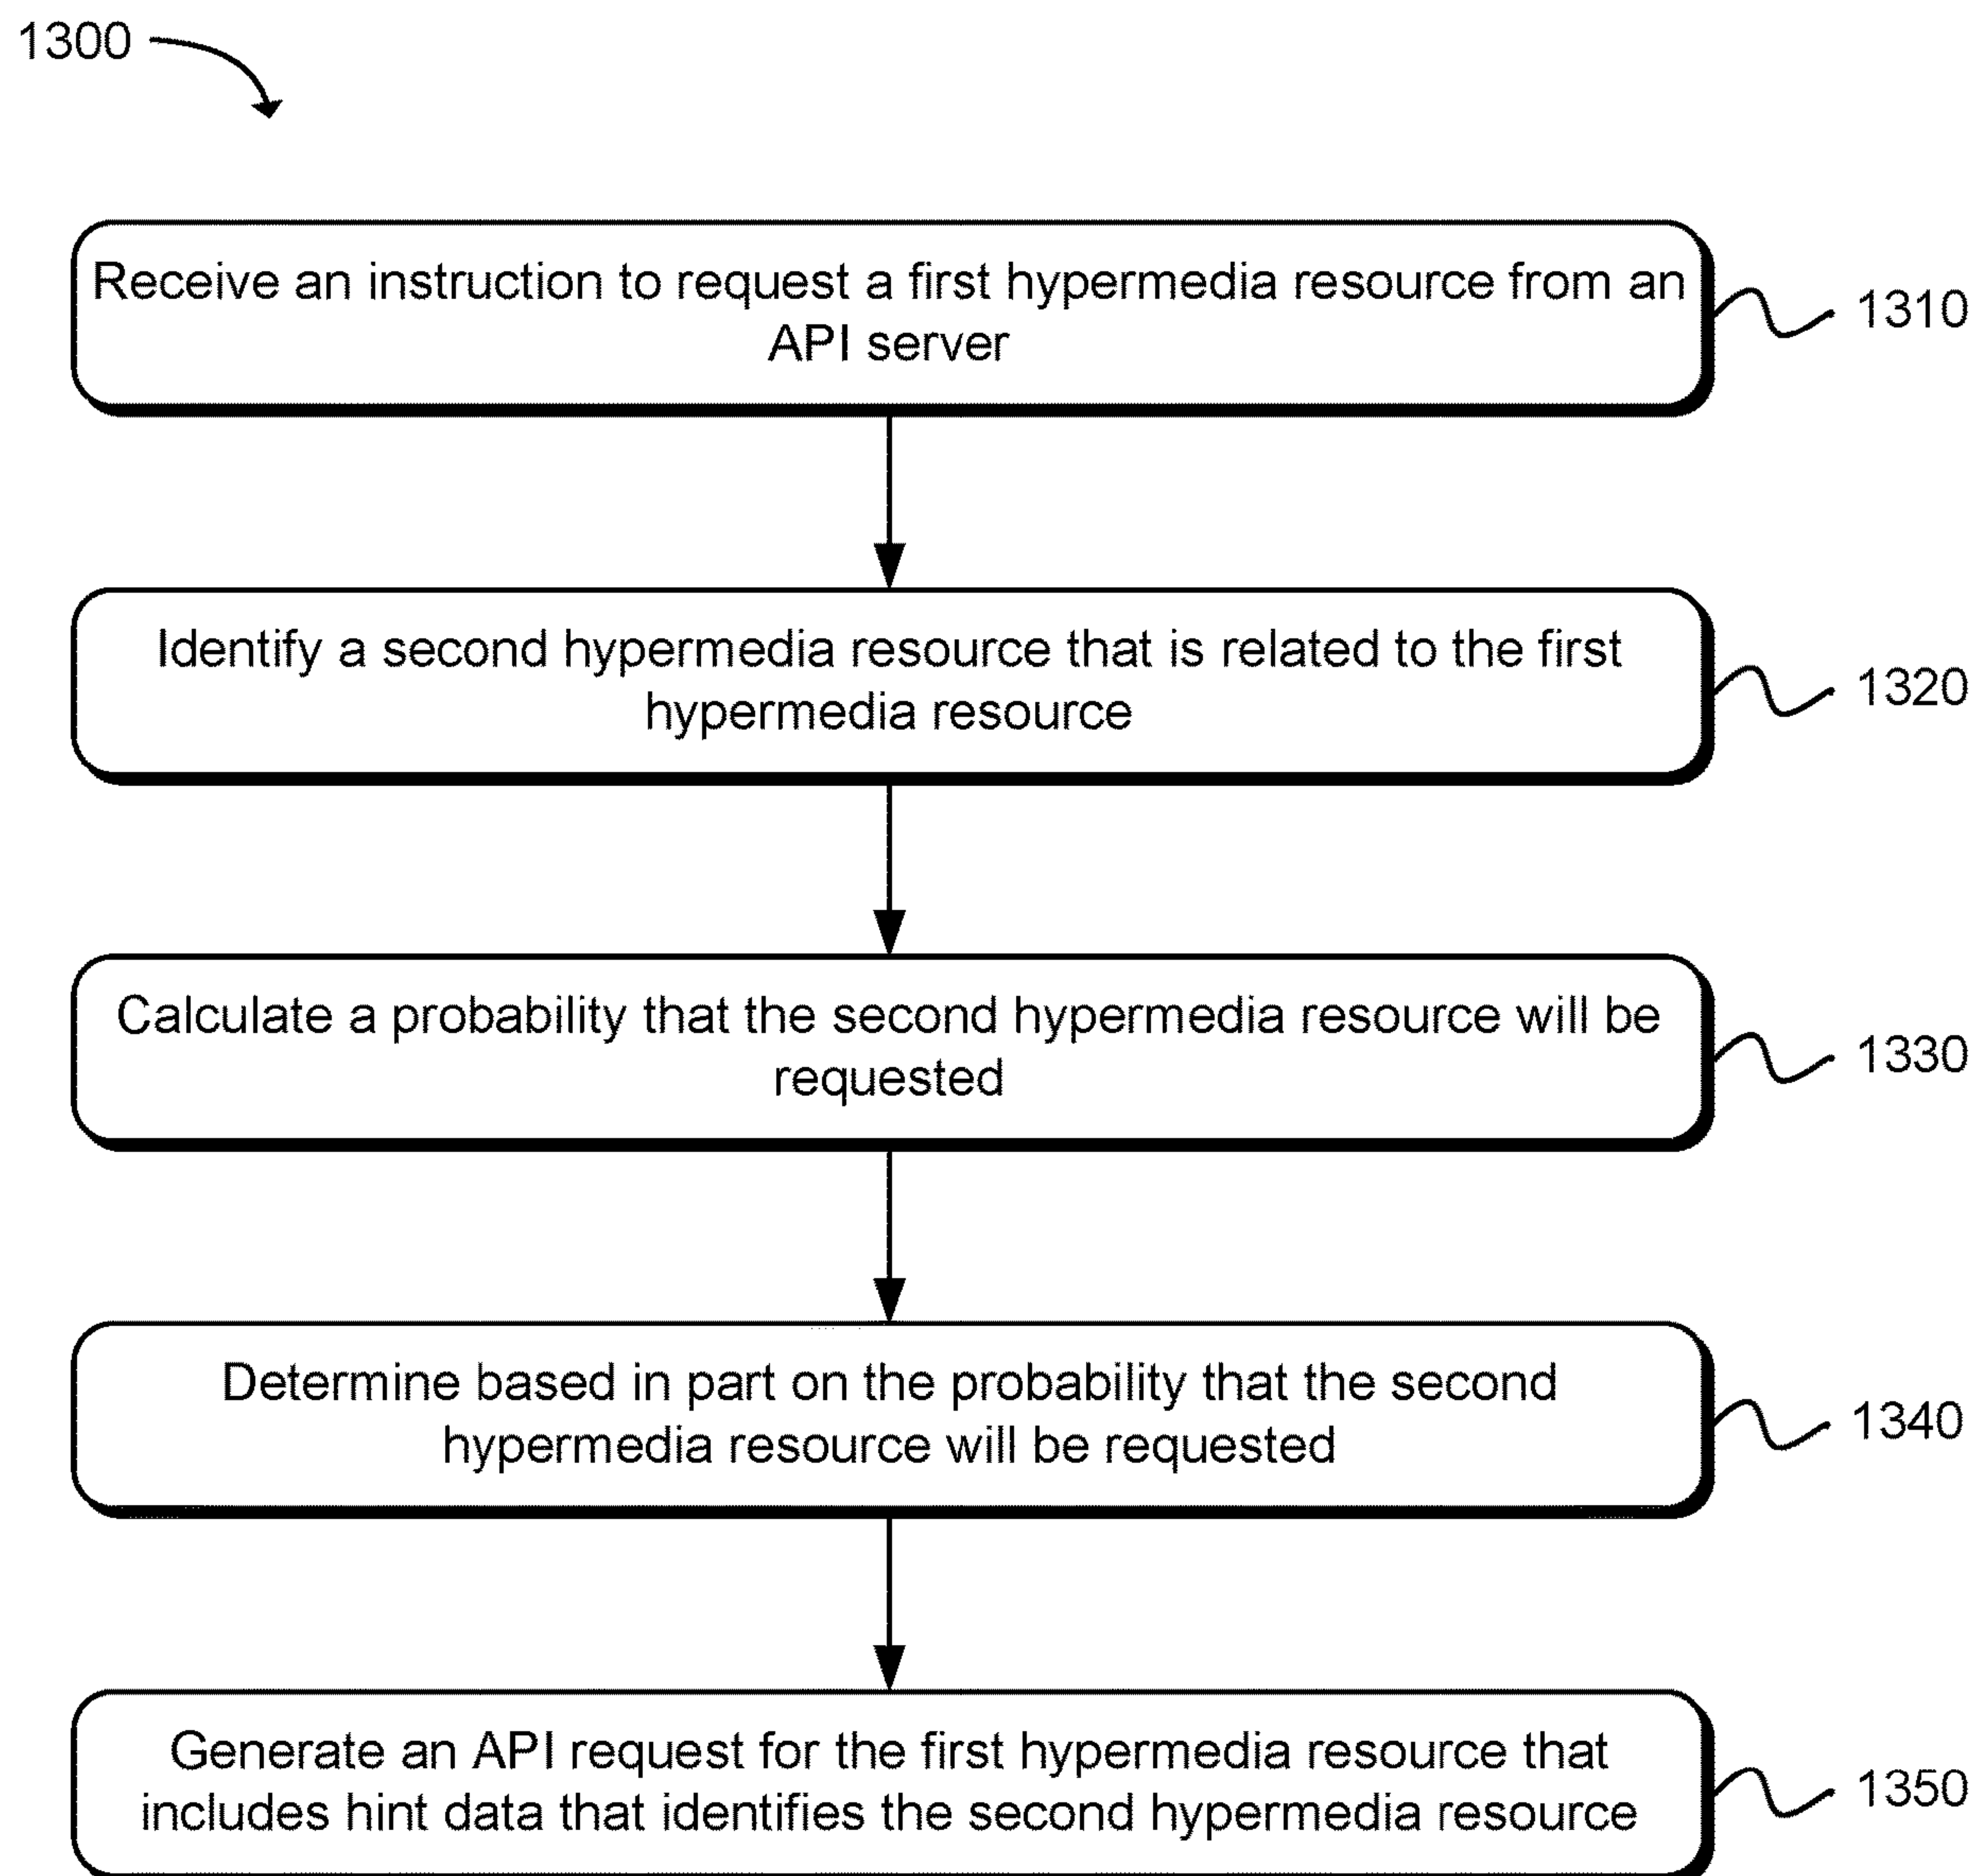 1300
Receive an instruction to request a first hypermedia resource from an
API server
1310
Identify a second hypermedia resource that is related to the first
hypermedia resource
1320
Calculate a probability that the second hypermedia resource will be
requested
1330
Determine based in part on the probability that the second
hypermedia resource will be requested
1340
Generate an API request for the first hypermedia resource that
includes hint data that identifies the second hypermedia resource
1350